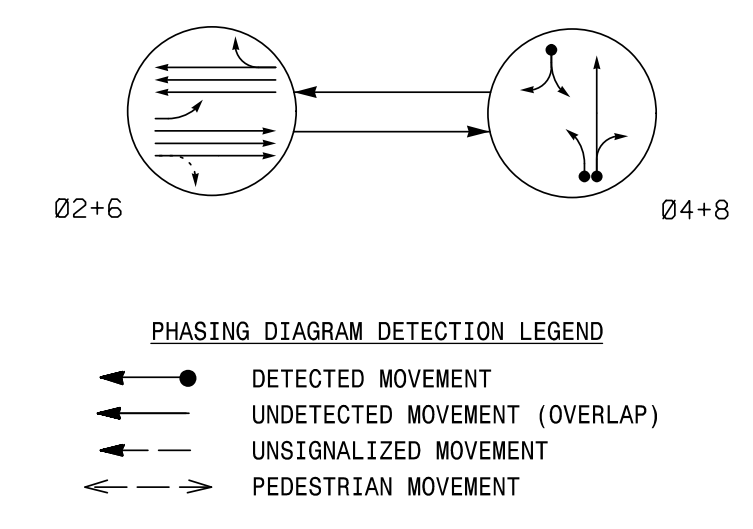 Ø2+6
Ø4+8
PHASING DIAGRAM DETECTION LEGEND
DETECTED MOVEMENT
UNDETECTED MOVEMENT (OVERLAP)
UNSIGNALIZED MOVEMENT
PEDESTRIAN MOVEMENT